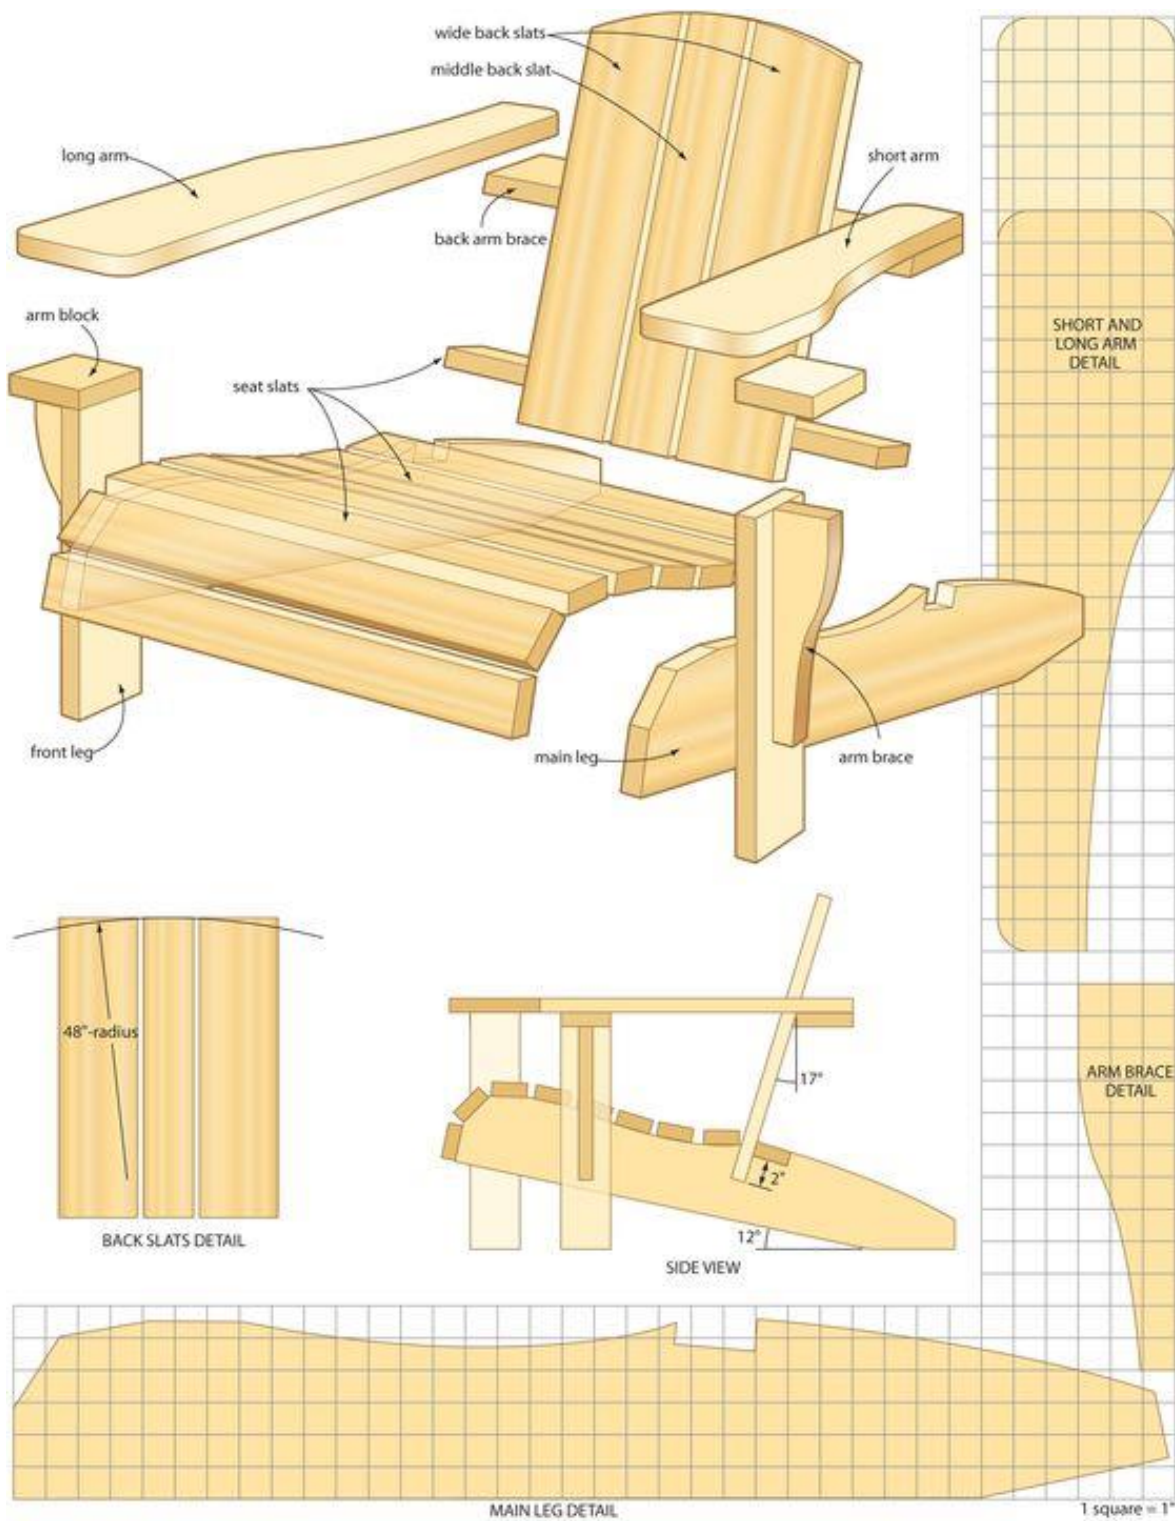 wide back slats
middle back slat
long arm
short arm
back arm brace
arm block
SHORT AND
LONG ARM
DETAIL
seat slats
front leg
main leg
arm brace
48"-radius
17°
ARM BRACE
DETAIL
2"
12°
BACK SLATS DETAIL
SIDE VIEW
MAIN LEG DETAIL
1 square = 1"